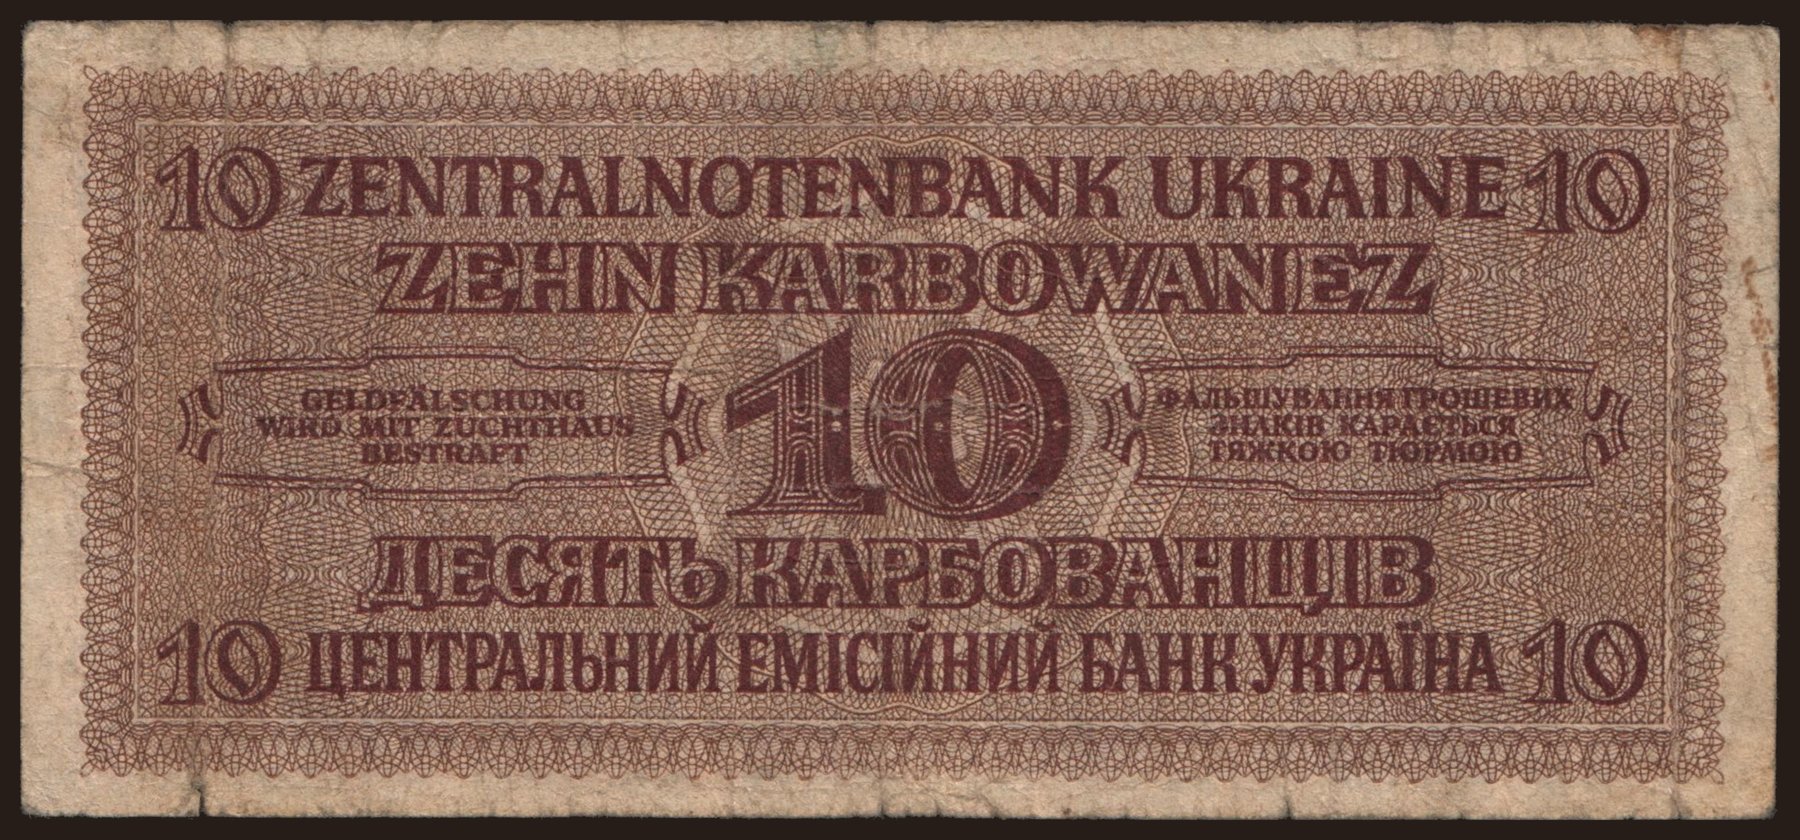 10 ZENTRALNOTENBANK UKRAINE 10
ZEHN KARBOWANEZ
GELDFÄLSCHUNG
WIRD MIT ZUCHTHAUS
BESTRAFT
10
ФАЛЬШУВАННЯ ГРОШЕВИХ
ЗНАКІВ КАРАЄТЬСЯ
ТЯЖКОЮ ТЮРМОЮ
ДЕСЯТЬ КАРБОВАНЦІВ
10 ЦЕНТРАЛЬНИЙ ЕМІСІЙНИЙ БАНК УКРАЇНА 10